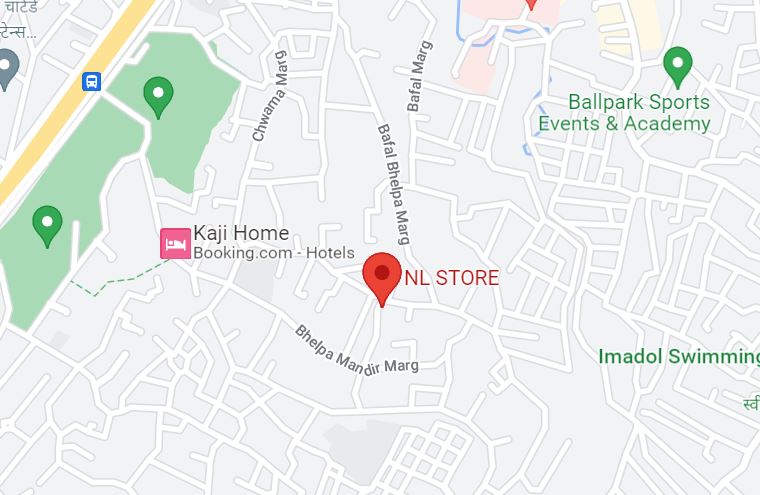 चाटर्ड
टेन्स...
Chwarna Marg
Bafal Marg
Bafal Bhelpa Marg
Ballpark Sports
Events & Academy
Kaji Home
Booking.com - Hotels
NL STORE
Bhelpa Mandir Marg
Imadol Swimming
स्वी